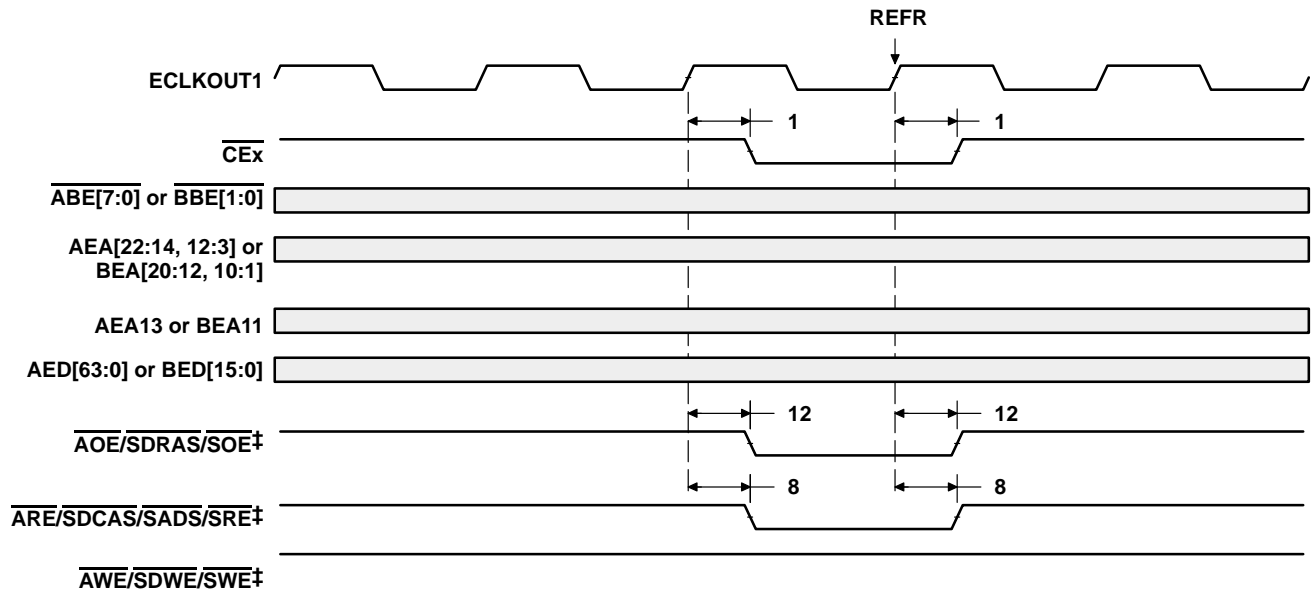 REFR
ECLKOUT1
1 1
CEx
ABE[7:0] or BBE[1:0]
AEA[22:14, 12:3] or
BEA[20:12, 10:1]
AEA13 or BEA11
AED[63:0] or BED[15:0]
12 12
AOE/SDRAS/SOE‡
8 8
ARE/SDCAS/SADS/SRE‡
AWE/SDWE/SWE‡